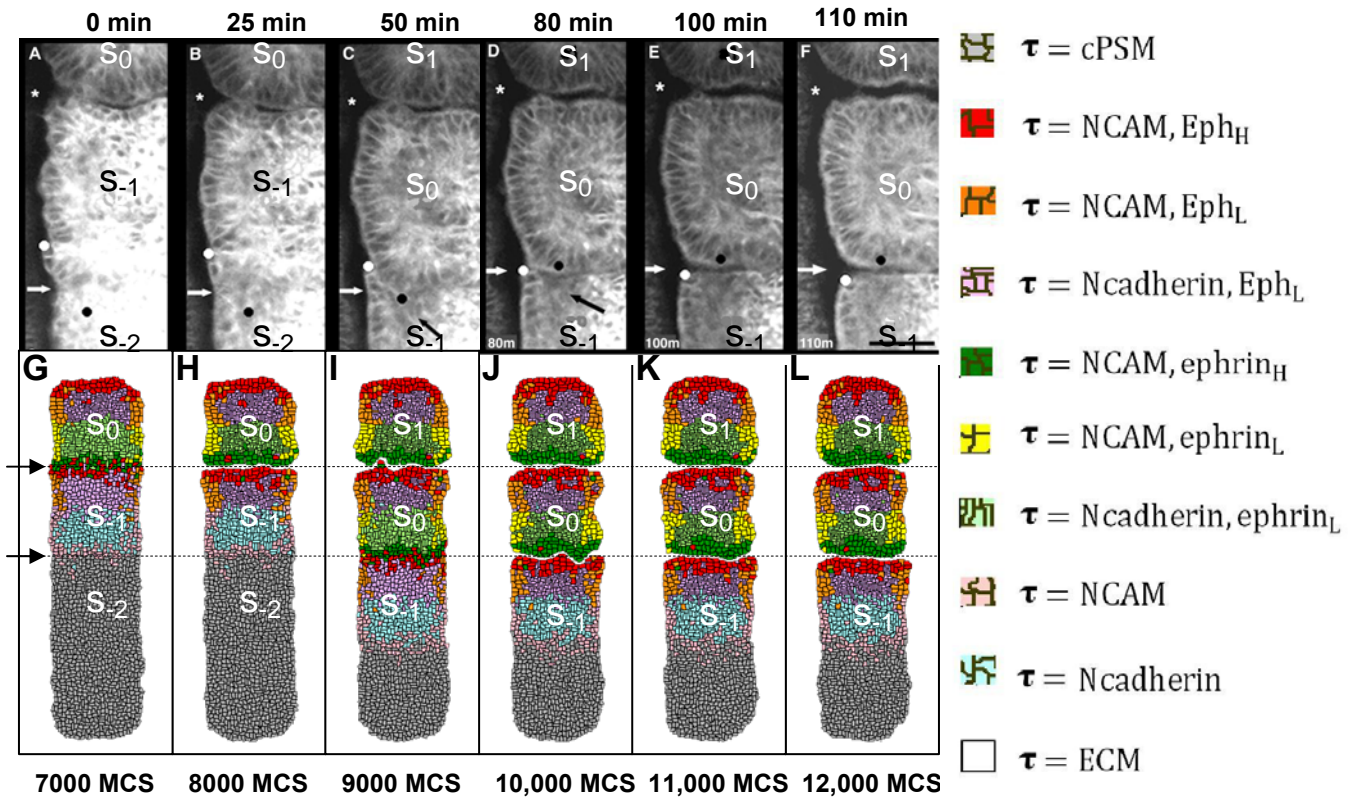 0 min 25 min 50 min 80 min 100 min 110 min
A S0 B S0 C S1 D S1 E S1 F S1
* * * * * *
S-1 S-1 S0 S0 S0 S0
S-2 S-2 S-1 80m S-1 100m S-1 110m S-1
G H I J K L
S0 S0 S1 S1 S1 S1
S-1 S-1 S0 S0 S0 S0
S-2 S-2 S-1 S-1 S-1 S-1
7000 MCS 8000 MCS 9000 MCS 10,000 MCS 11,000 MCS 12,000 MCS
τ = cPSM
τ = NCAM, EphH
τ = NCAM, EphL
τ = Ncadherin, EphL
τ = NCAM, ephrinH
τ = NCAM, ephrinL
τ = Ncadherin, ephrinL
τ = NCAM
τ = Ncadherin
τ = ECM